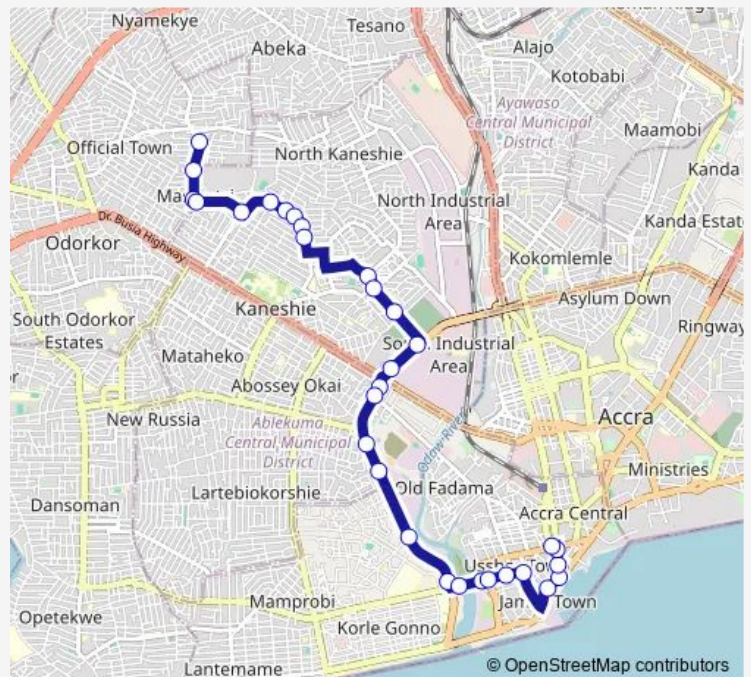 Nyamekye
Tesano
Abeka
Alajo
Kotobabi
Ayawaso
Central Municipal
District
Maamobi
Official Town
North Kaneshie
Kanda
North Industrial
Area
Kanda Estat
Dr. Busia Highway
Odorkor
Kokomlemle
Asylum Down
Kaneshie
South Odorkor
Estates
Ringway
Industrial
Area
Mataheko
Abossey Okai
New Russia
Accra
Ablekuma
Central Municipal
District
Odaw River
Ministries
Lartebiokorshie
Old Fadama
Dansoman
Accra Central
Mamprobi
Town
Opetekwe
Korle Gonno
Lantemame
© OpenStreetMap contributors